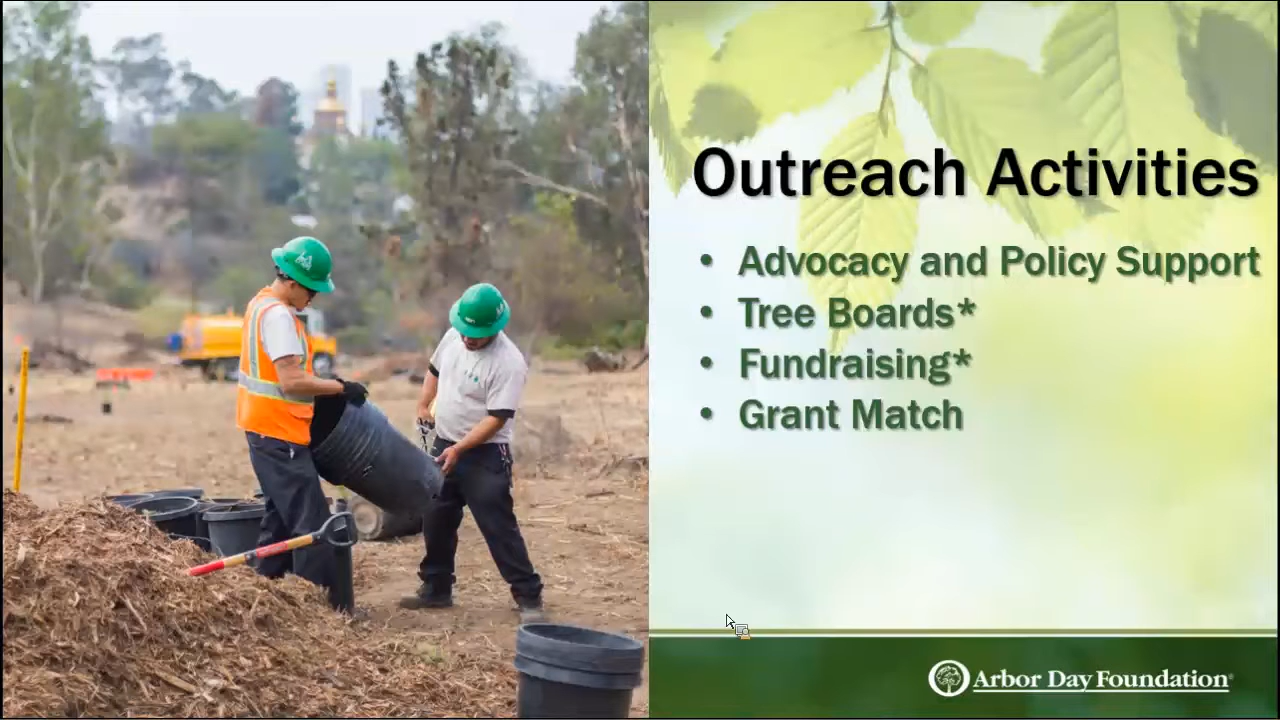 Outreach Activities
• Advocacy and Policy Support
• Tree Boards*
• Fundraising*
• Grant Match
Arbor Day Foundation®